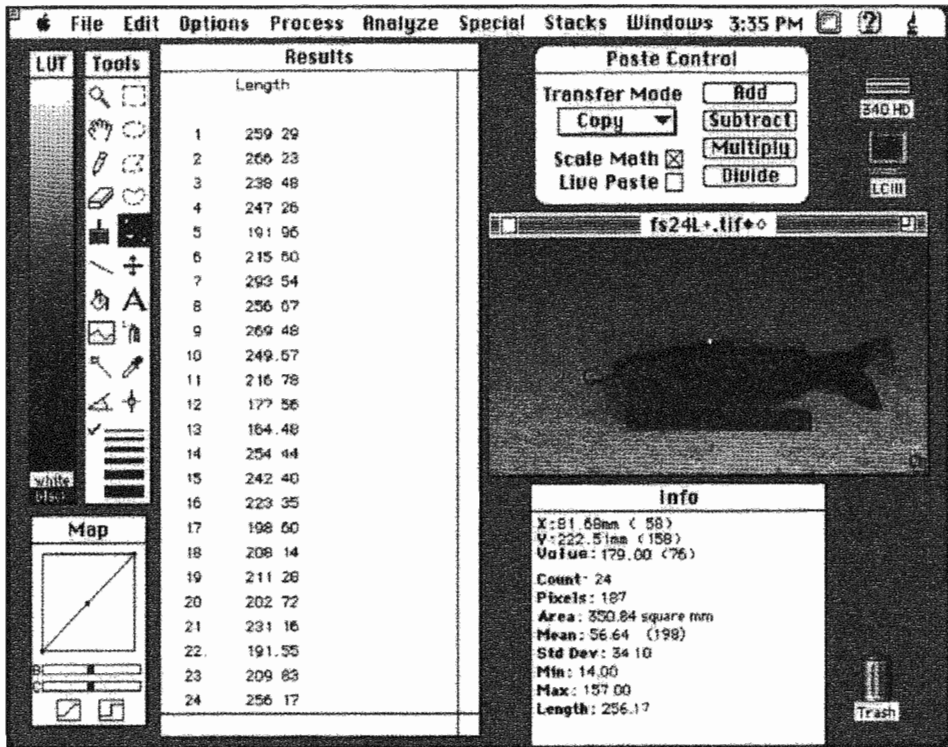 File Edit Options Process Analyze Special Stacks Windows 3:35 PM
LUT
Tools
white
black
Map
B
C
Results
Length
1 259 29
2 266 23
3 238 48
4 247 26
5 191 96
6 215 60
7 293 54
8 256 67
9 269 48
10 249.57
11 216 78
12 177 56
13 164.48
14 254 44
15 242 40
16 223 35
17 198 60
18 208 14
19 211 28
20 202 72
21 231 16
22. 191.55
23 209 83
24 256 17
Paste Control
Transfer Mode
Copy
Scale Math
Live Paste
Add
Subtract
Multiply
Divide
340 HD
LCIII
fs24L+.tif
Info
X:81.68mm ( 58)
Y:222.51mm (158)
Value: 179.00 (76)
Count: 24
Pixels: 187
Area: 350.84 square mm
Mean: 56.64 (198)
Std Dev: 34 10
Min: 14.00
Max: 157 00
Length: 256.17
Trash